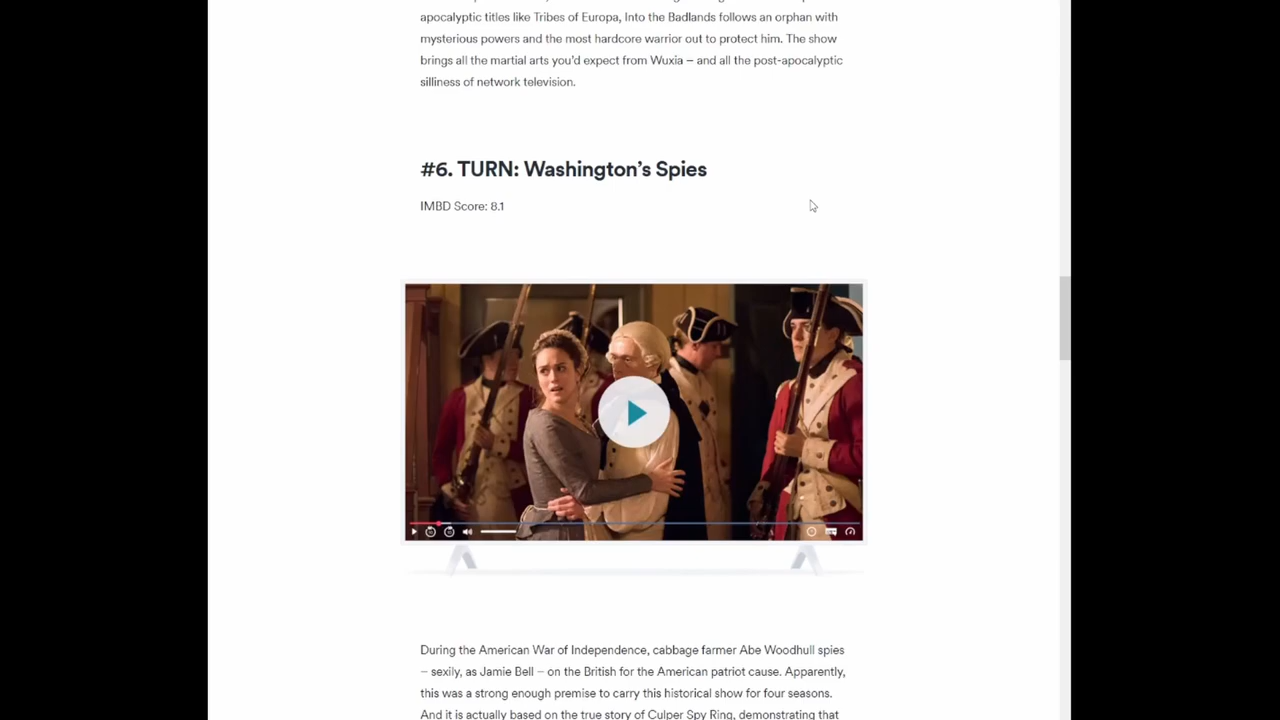 apocalyptic titles like Tribes of Europa, Into the Badlands follows an orphan with
mysterious powers and the most hardcore warrior out to protect him. The show
brings all the martial arts you'd expect from Wuxia – and all the post-apocalyptic
silliness of network television.
#6. TURN: Washington's Spies
IMBD Score: 8.1
During the American War of Independence, cabbage farmer Abe Woodhull spies
– sexily, as Jamie Bell – on the British for the American patriot cause. Apparently,
this was a strong enough premise to carry this historical show for four seasons.
And it is actually based on the true story of Culper Spy Ring, demonstrating that